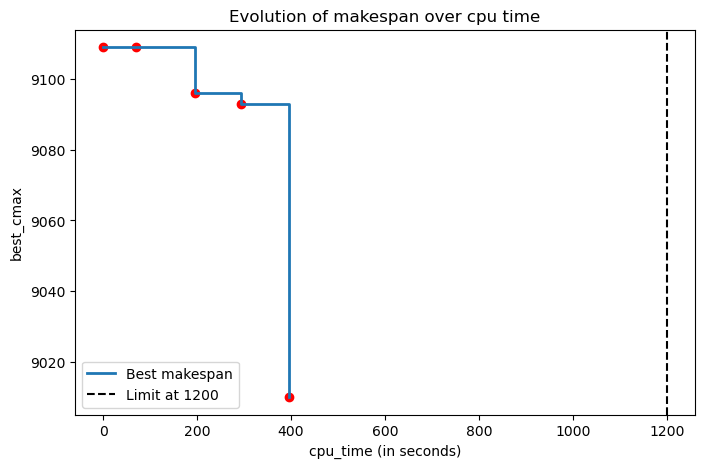 Evolution of makespan over cpu time
best_cmax
9100
9080
9060
9040
9020
Best makespan
Limit at 1200
0
200
400
600
800
1000
1200
cpu_time (in seconds)